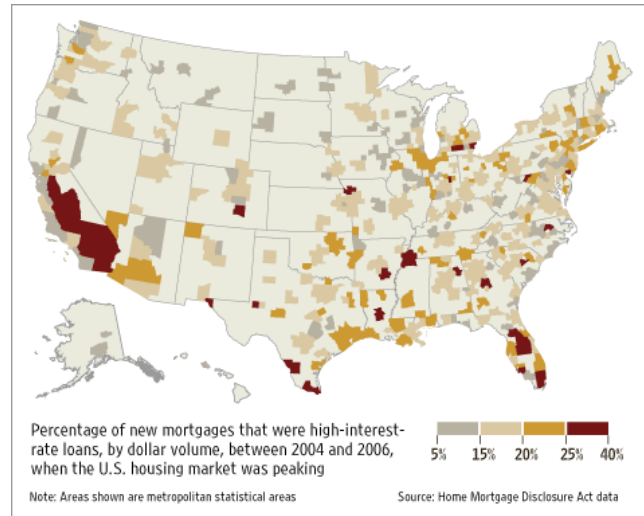 Percentage of new mortgages that were high-interest-
rate loans, by dollar volume, between 2004 and 2006,
when the U.S. housing market was peaking
5% 15% 20% 25% 40%
Note: Areas shown are metropolitan statistical areas
Source: Home Mortgage Disclosure Act data